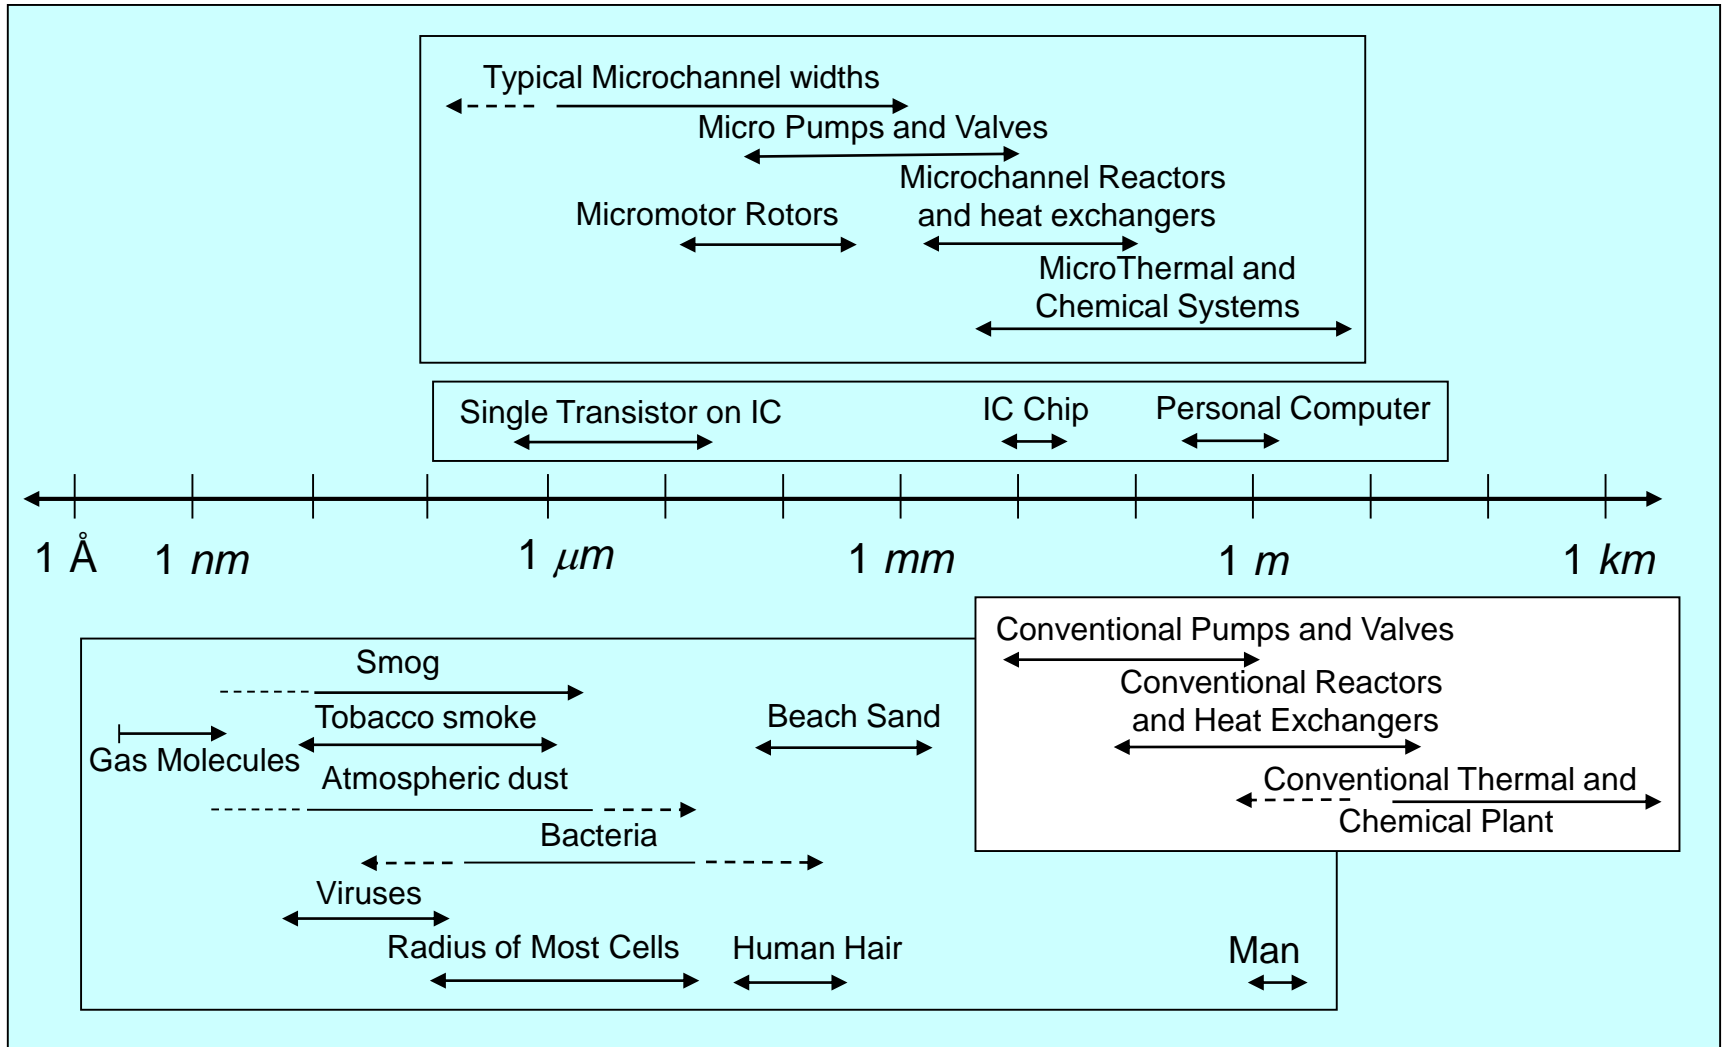 Typical Microchannel widths
Micro Pumps and Valves
Microchannel Reactors
and heat exchangers
Micromotor Rotors
MicroThermal and
Chemical Systems
Single Transistor on IC
IC Chip
Personal Computer
1 Å
1 nm
1 μm
1 mm
1 m
1 km
Conventional Pumps and Valves
Conventional Reactors
and Heat Exchangers
Conventional Thermal and
Chemical Plant
Smog
Tobacco smoke
Gas Molecules
Atmospheric dust
Beach Sand
Bacteria
Viruses
Radius of Most Cells
Human Hair
Man